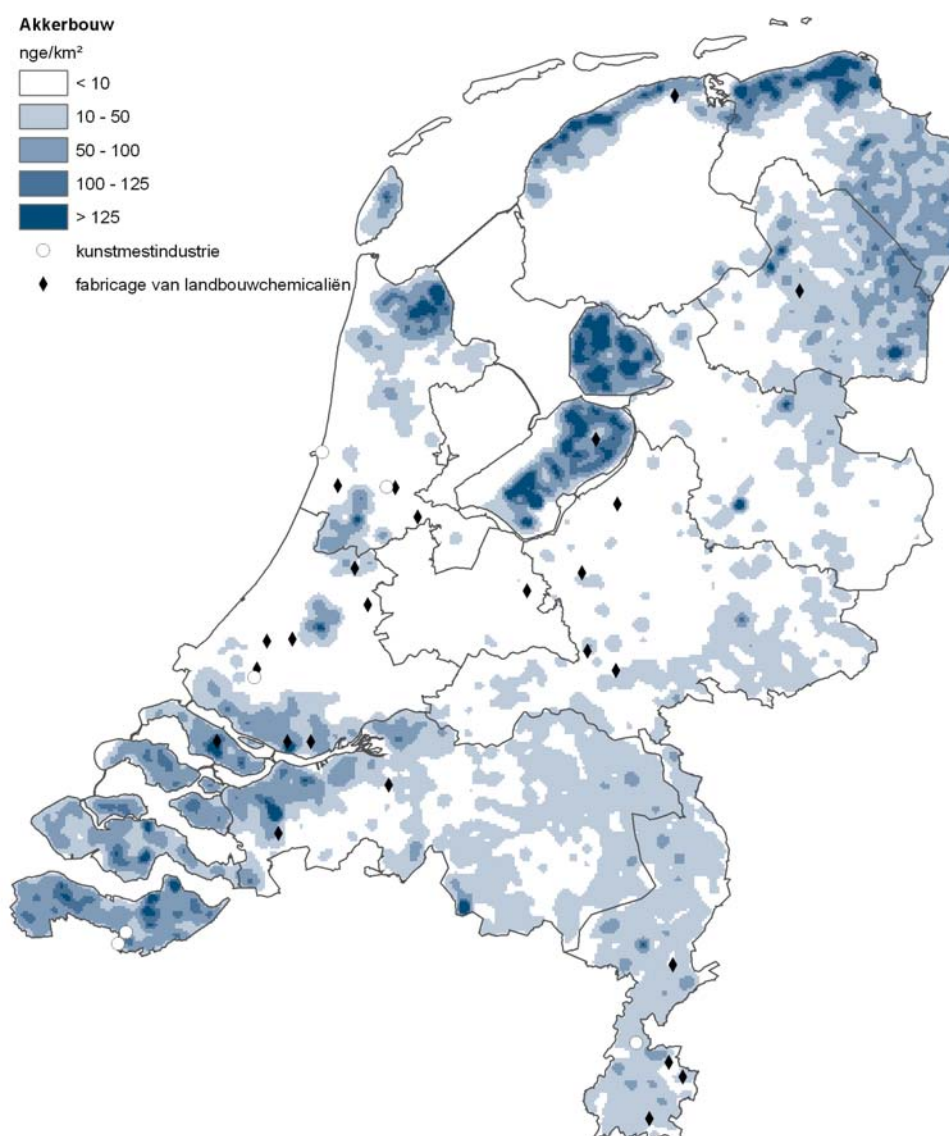 Akkerbouw
nge/km²
< 10
10 - 50
50 - 100
100 - 125
> 125
kunstmestindustrie
fabricage van landbouwchemicaliën